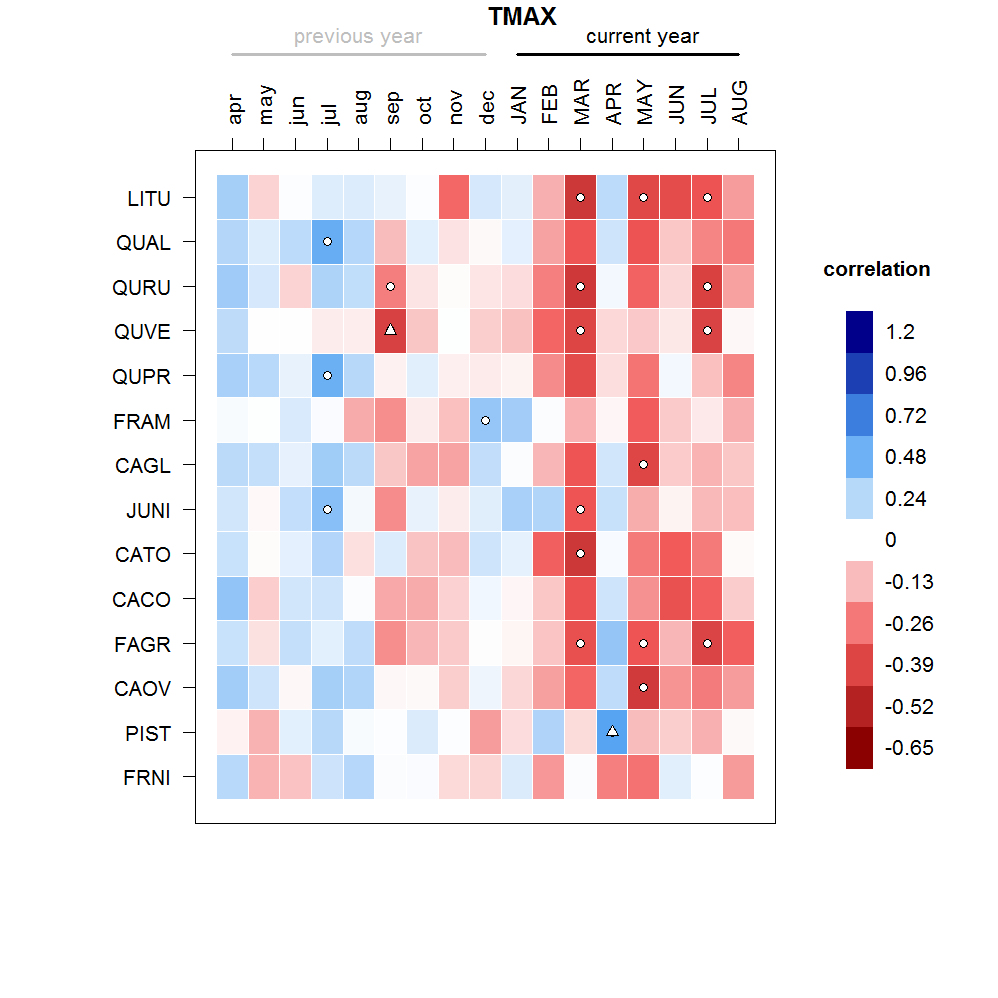 TMAX
previous year
current year
apr
may
jun
jul
aug
sep
oct
nov
dec
JAN
FEB
MAR
APR
MAY
JUN
JUL
AUG
LITU
QUAL
QURU
QUVE
QUPR
FRAM
CAGL
JUNI
CATO
CACO
FAGR
CAOV
PIST
FRNI
correlation
1.2
0.96
0.72
0.48
0.24
0
-0.13
-0.26
-0.39
-0.52
-0.65